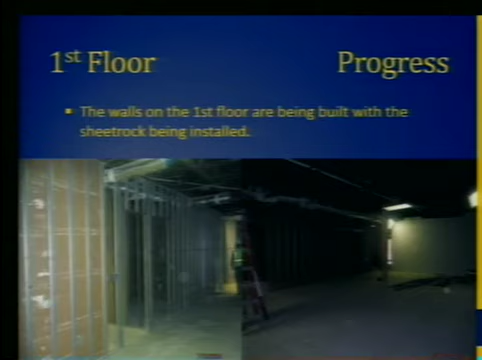 1st Floor Progress
▪ The walls on the 1st floor are being built with the
sheetrock being installed.